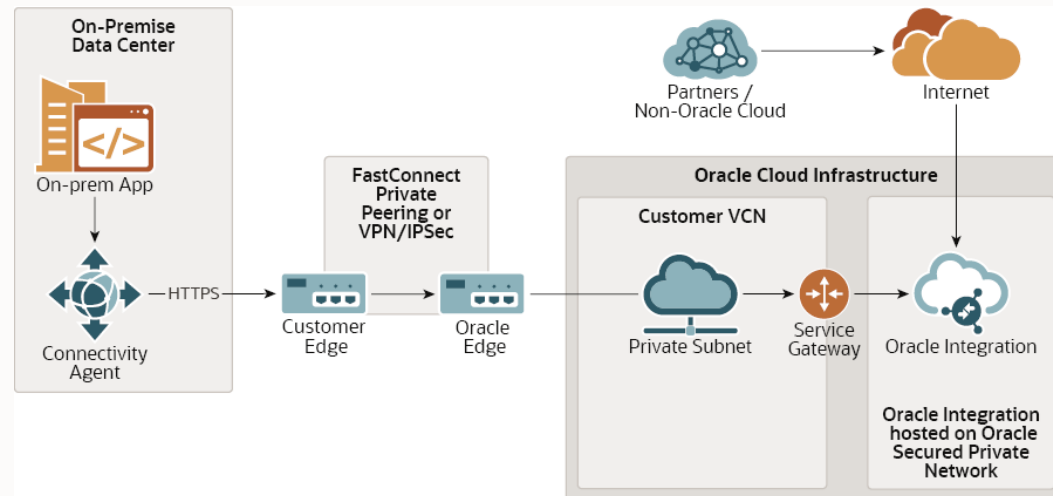 On-Premise
Data Center
On-prem App
HTTPS
Connectivity
Agent
FastConnect
Private
Peering or
VPN/IPSec
Customer
Edge
Oracle
Edge
Partners /
Non-Oracle Cloud
Internet
Oracle Cloud Infrastructure
Customer VCN
Private Subnet
Service
Gateway
Oracle Integration
Oracle Integration
hosted on Oracle
Secured Private
Network